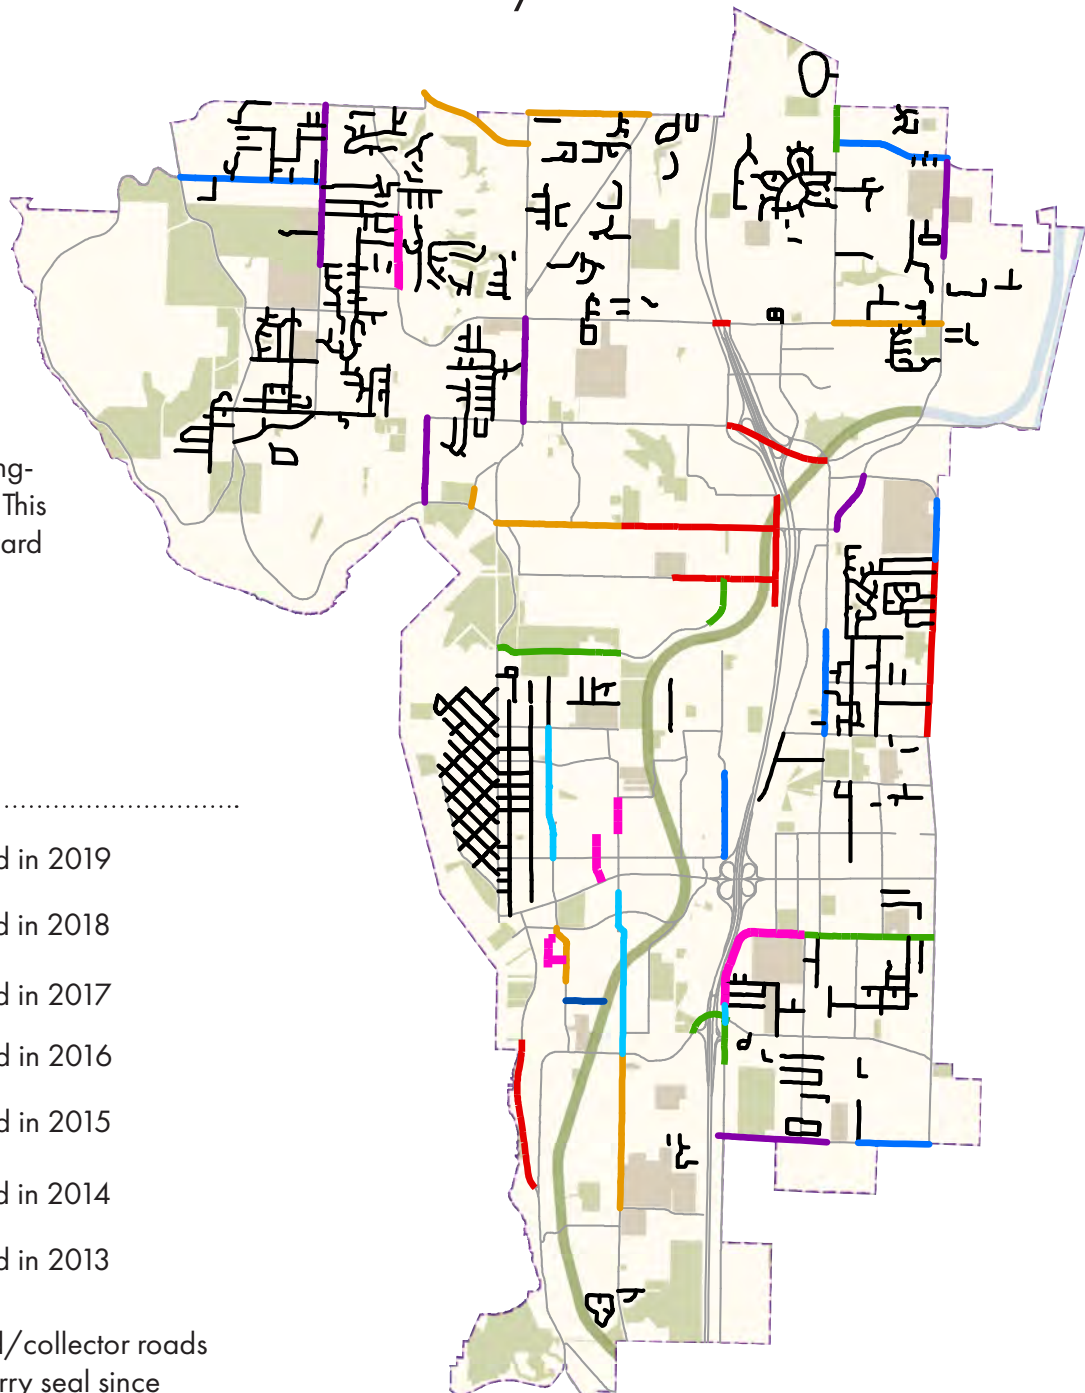 ng-
This
ard
d in 2019
d in 2018
d in 2017
d in 2016
d in 2015
d in 2014
d in 2013
l/collector roads
rry seal since